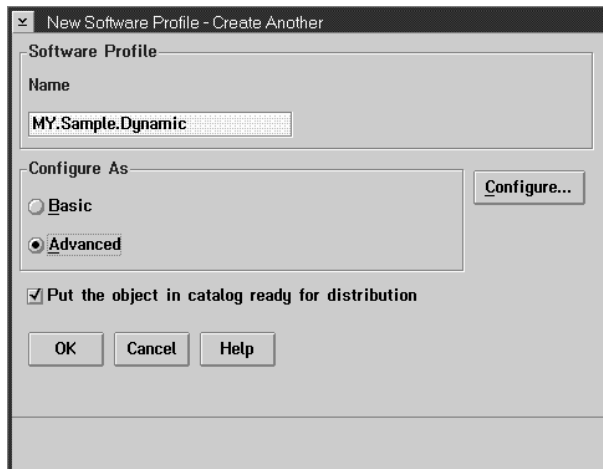 New Software Profile - Create Another
Software Profile
Name
MY.Sample.Dynamic
Configure As
Basic
Advanced
Configure...
Put the object in catalog ready for distribution
OK Cancel Help